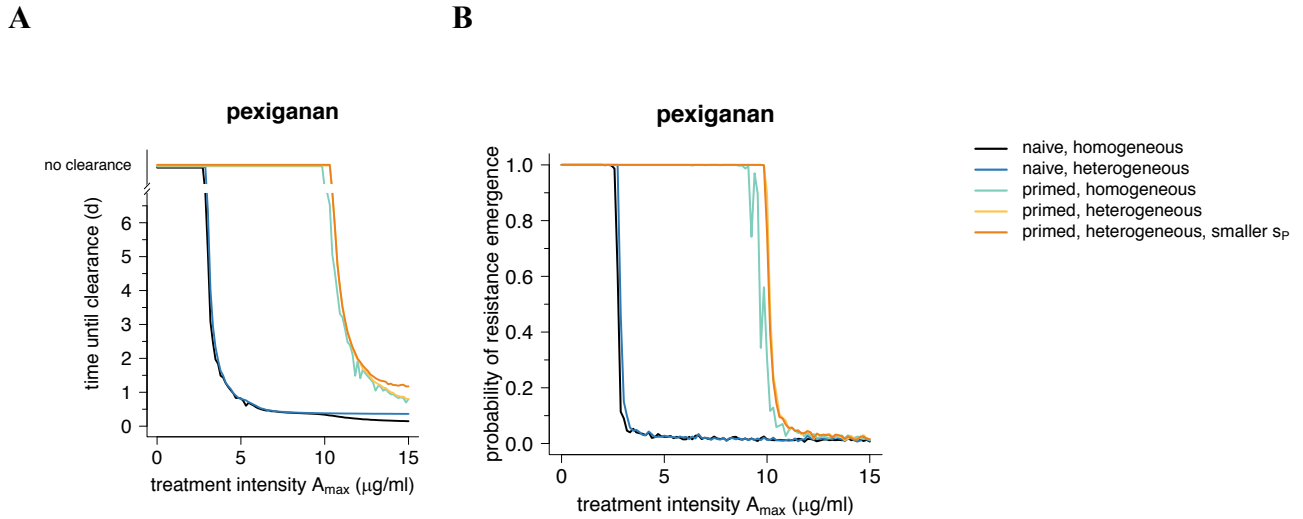 A
B
pexiganan
no clearance
6
5
4
3
2
1
0
time until clearance (d)
0
5
10
15
treatment intensity A_max (μg/ml)
pexiganan
1.0
0.8
0.6
0.4
0.2
0.0
probability of resistance emergence
0
5
10
15
treatment intensity A_max (μg/ml)
naive, homogeneous
naive, heterogeneous
primed, homogeneous
primed, heterogeneous
primed, heterogeneous, smaller s_P